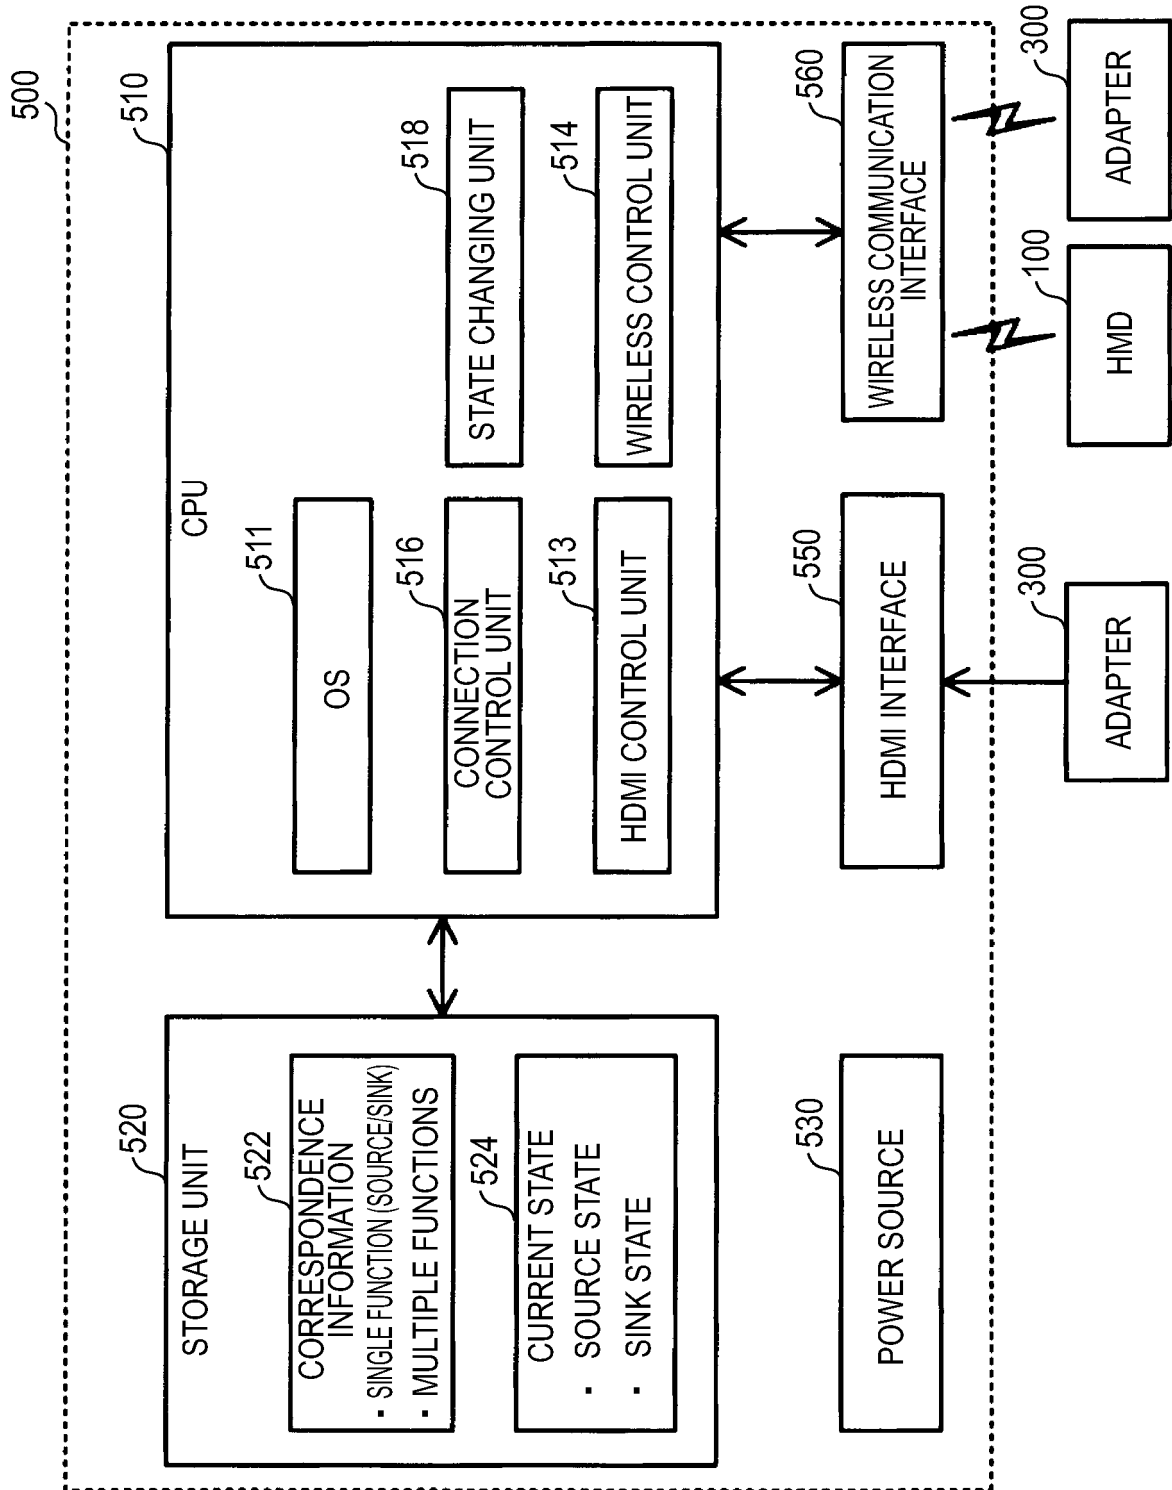 500
520
STORAGE UNIT
522
CORRESPONDENCE
INFORMATION
· SINGLE FUNCTION (SOURCE/SINK)
· MULTIPLE FUNCTIONS
524
CURRENT STATE
· SOURCE STATE
· SINK STATE
530
POWER SOURCE
510
CPU
511
OS
516
CONNECTION
CONTROL UNIT
518
STATE CHANGING UNIT
513
HDMI CONTROL UNIT
514
WIRELESS CONTROL UNIT
550
HDMI INTERFACE
560
WIRELESS COMMUNICATION
INTERFACE
300
ADAPTER
100
HMD
300
ADAPTER